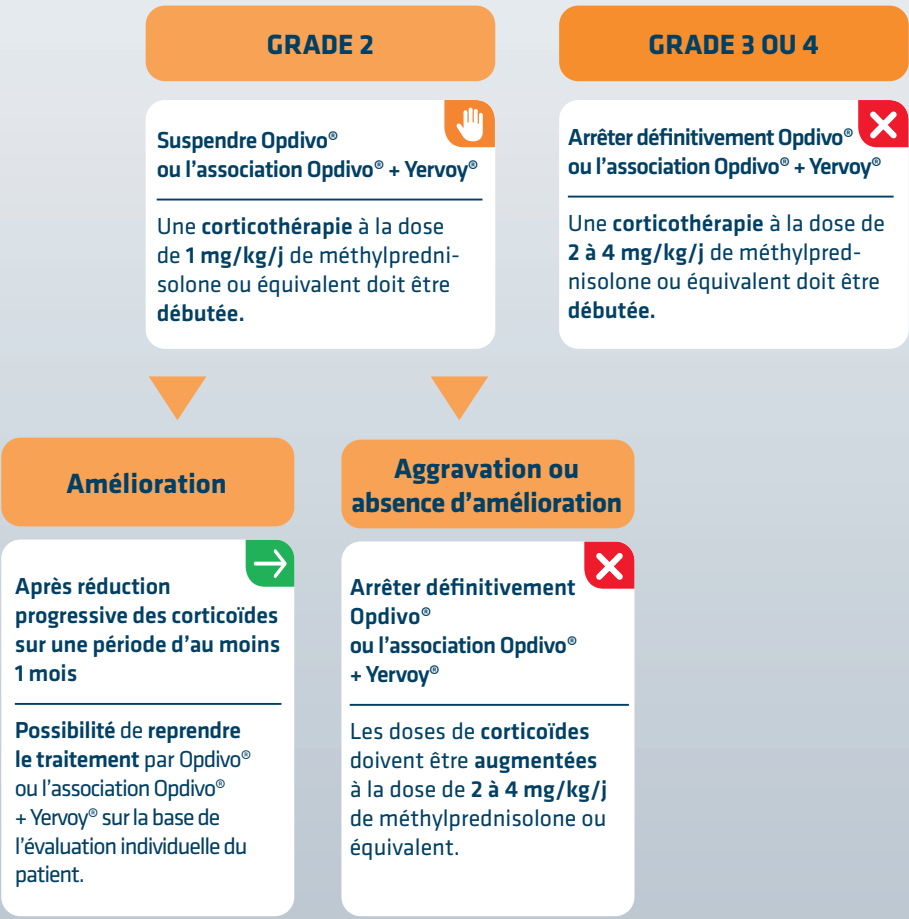 GRADE 2
Suspendre Opdivo®
ou l'association Opdivo® + Yervoy®
Une corticothérapie à la dose
de 1 mg/kg/j de méthylpredni-
solone ou équivalent doit être
débutée.
GRADE 3 OU 4
Arrêter définitivement Opdivo®
ou l'association Opdivo® + Yervoy®
Une corticothérapie à la dose de
2 à 4 mg/kg/j de méthylpred-
nisolone ou équivalent doit être
débutée.
Amélioration
Après réduction
progressive des corticoïdes
sur une période d'au moins
1 mois
Possibilité de reprendre
le traitement par Opdivo®
ou l'association Opdivo®
+ Yervoy® sur la base de
l'évaluation individuelle du
patient.
Aggravation ou
absence d'amélioration
Arrêter définitivement
Opdivo®
ou l'association Opdivo®
+ Yervoy®
Les doses de corticoïdes
doivent être augmentées
à la dose de 2 à 4 mg/kg/j
de méthylprednisolone ou
équivalent.